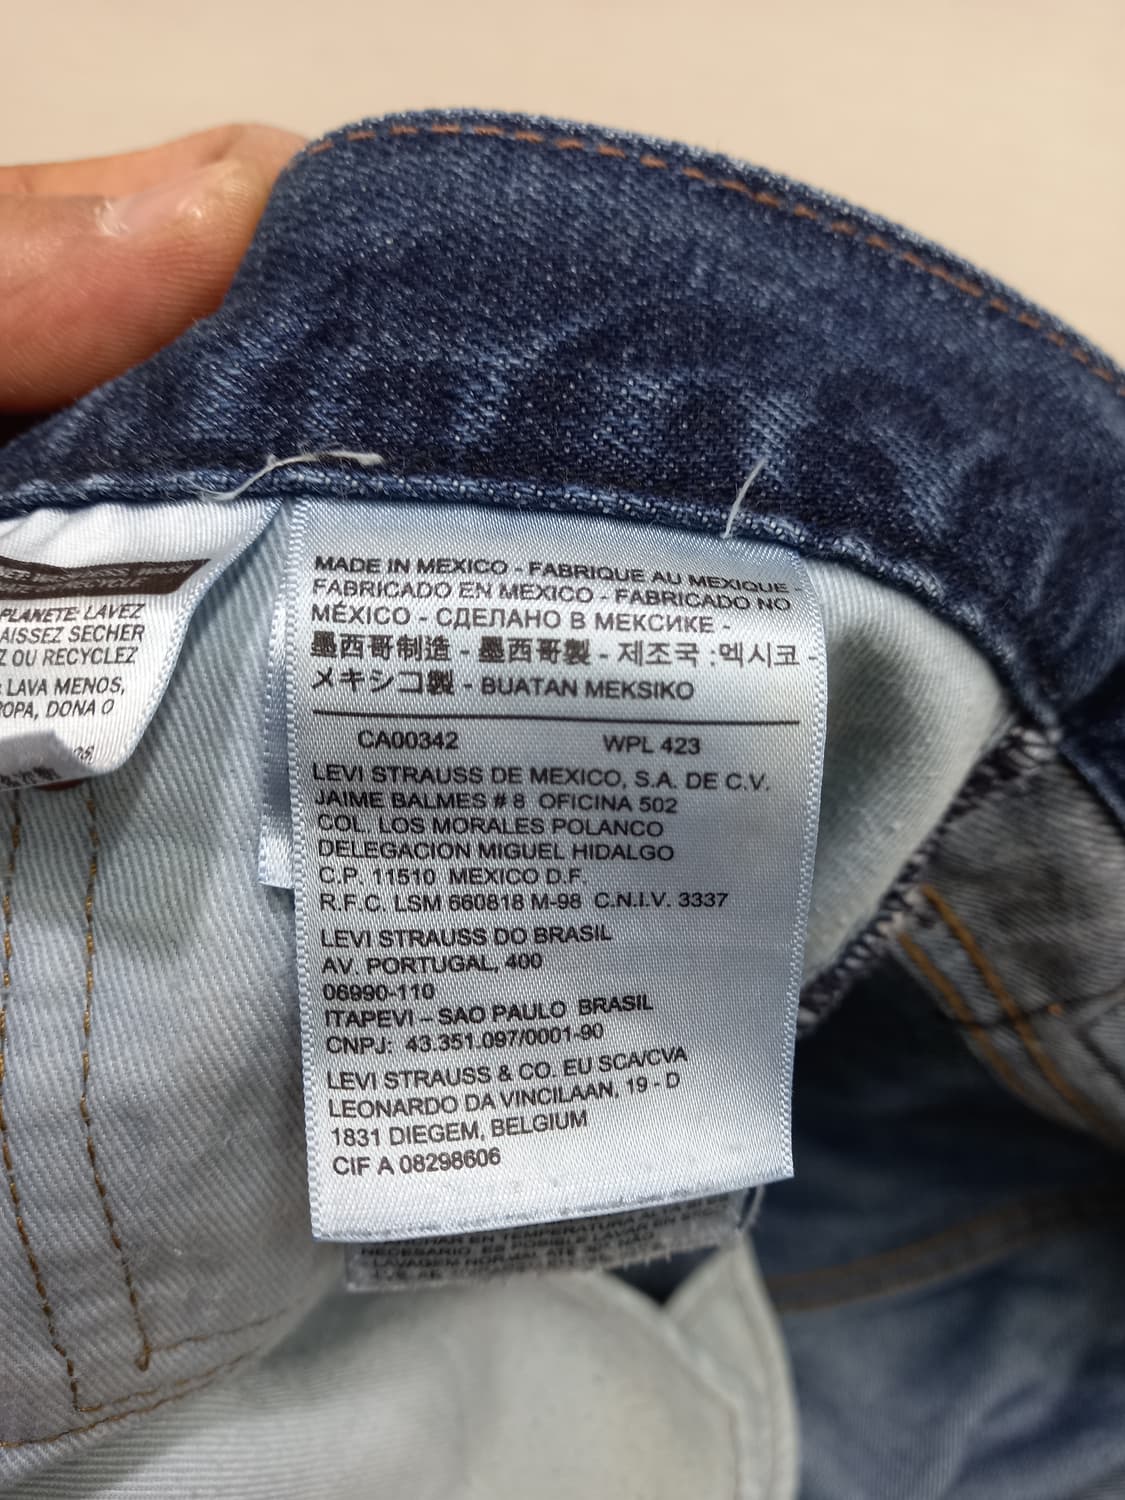 PLANETE: LAVEZ
AISSEZ SECHER
Z OU RECYCLEZ
LAVA MENOS,
OPA, DONA O
MADE IN MEXICO - FABRIQUE AU MEXIQUE -
FABRICADO EN MEXICO - FABRICADO NO
MÉXICO - СДЕЛАНО В МЕКСИКЕ -
墨西哥制造 - 墨西哥製 - 제조국 :멕시코 -
メキシコ製 - BUATAN MEKSIKO
CA00342 WPL 423
LEVI STRAUSS DE MEXICO, S.A. DE C.V.
JAIME BALMES # 8 OFICINA 502
COL. LOS MORALES POLANCO
DELEGACION MIGUEL HIDALGO
C.P. 11510 MEXICO D.F.
R.F.C. LSM 660818 M-98 C.N.I.V. 3337
LEVI STRAUSS DO BRASIL
AV. PORTUGAL, 400
06990-110
ITAPEVI – SAO PAULO BRASIL
CNPJ: 43.351.097/0001-90
LEVI STRAUSS & CO. EU SCA/CVA
LEONARDO DA VINCILAAN, 19 - D
1831 DIEGEM, BELGIUM
CIF A 08298606